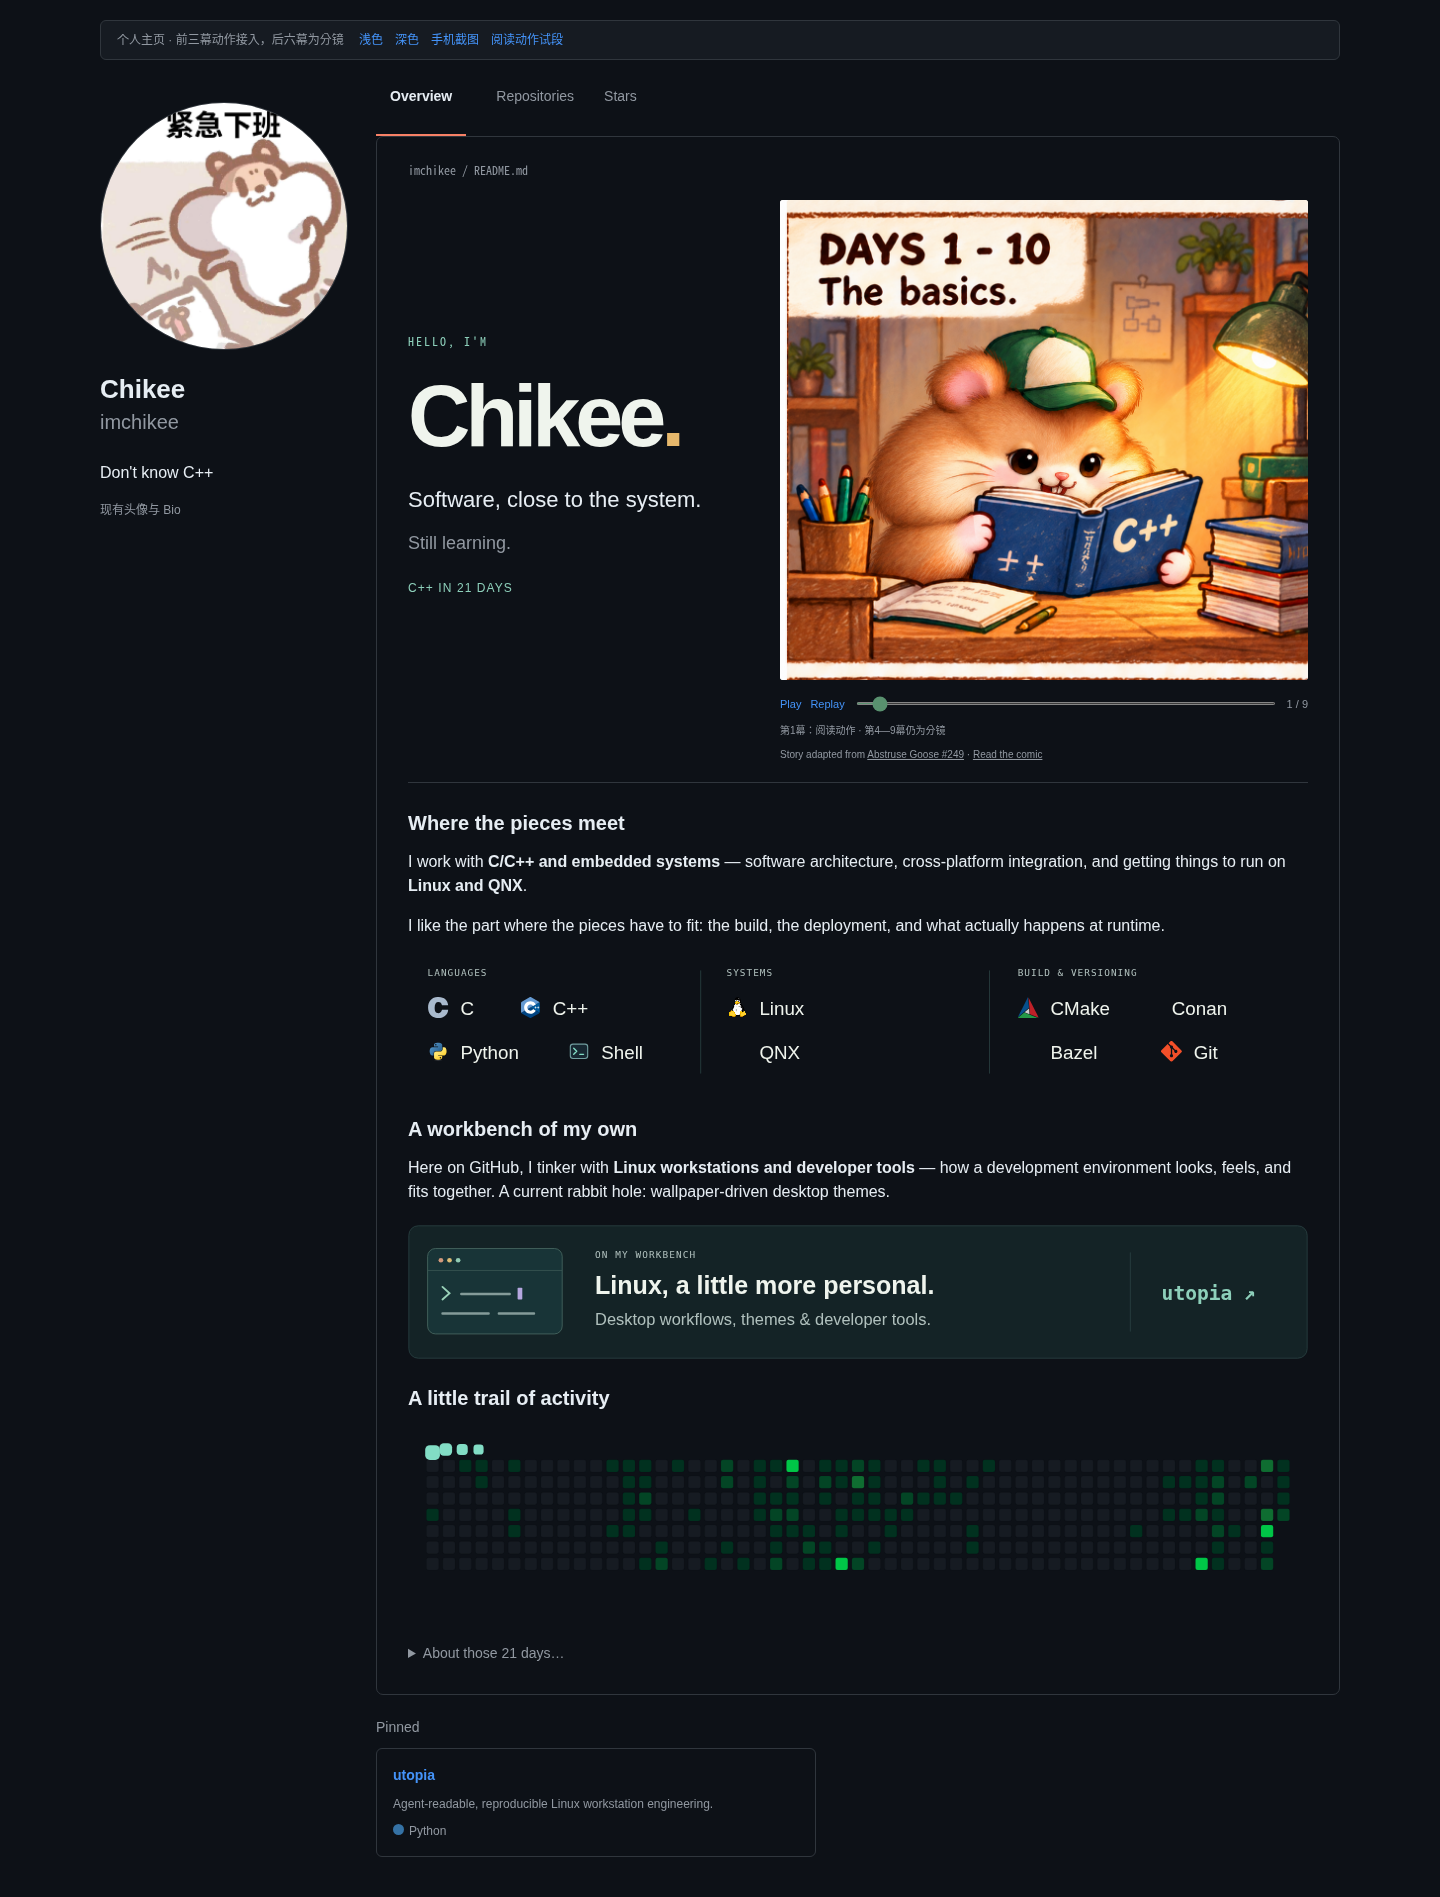 个人主页 · 前三幕动作接入，后六幕为分镜 浅色 深色 手机截图 阅读动作试段
紧急下班
Chikee
imchikee
Don't know C++
现有头像与 Bio
Overview Repositories Stars
imchikee / README.md
HELLO, I'M
Chikee.
Software, close to the system.
Still learning.
C++ IN 21 DAYS
DAYS 1 - 10
The basics.
C++
++
Play Replay 1 / 9
第1幕：阅读动作 · 第4—9幕仍为分镜
Story adapted from Abstruse Goose #249 · Read the comic
Where the pieces meet
I work with C/C++ and embedded systems — software architecture, cross-platform integration, and getting things to run on
Linux and QNX.
I like the part where the pieces have to fit: the build, the deployment, and what actually happens at runtime.
LANGUAGES
C C++
Python Shell
SYSTEMS
Linux
QNX
BUILD & VERSIONING
CMake Conan
Bazel Git
A workbench of my own
Here on GitHub, I tinker with Linux workstations and developer tools — how a development environment looks, feels, and
fits together. A current rabbit hole: wallpaper-driven desktop themes.
ON MY WORKBENCH
Linux, a little more personal.
Desktop workflows, themes & developer tools.
utopia ↗
A little trail of activity
About those 21 days…
Pinned
utopia
Agent-readable, reproducible Linux workstation engineering.
Python